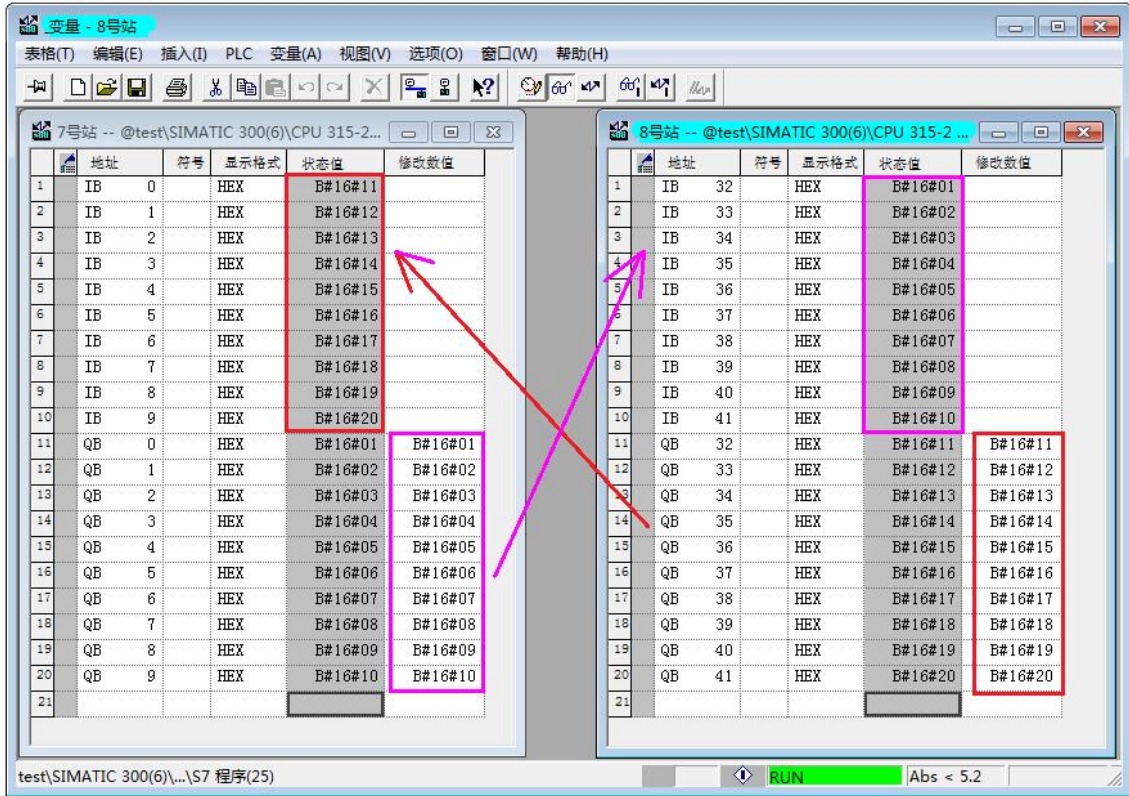 变量 - 8号站
表格(T) 编辑(E) 插入(I) PLC 变量(A) 视图(V) 选项(O) 窗口(W) 帮助(H)
7号站 -- @test\SIMATIC 300(6)\CPU 315-2...
地址 符号 显示格式 状态值 修改数值
1 IB 0 HEX B#16#11
2 IB 1 HEX B#16#12
3 IB 2 HEX B#16#13
4 IB 3 HEX B#16#14
5 IB 4 HEX B#16#15
6 IB 5 HEX B#16#16
7 IB 6 HEX B#16#17
8 IB 7 HEX B#16#18
9 IB 8 HEX B#16#19
10 IB 9 HEX B#16#20
11 QB 0 HEX B#16#01 B#16#01
12 QB 1 HEX B#16#02 B#16#02
13 QB 2 HEX B#16#03 B#16#03
14 QB 3 HEX B#16#04 B#16#04
15 QB 4 HEX B#16#05 B#16#05
16 QB 5 HEX B#16#06 B#16#06
17 QB 6 HEX B#16#07 B#16#07
18 QB 7 HEX B#16#08 B#16#08
19 QB 8 HEX B#16#09 B#16#09
20 QB 9 HEX B#16#10 B#16#10
21
8号站 -- @test\SIMATIC 300(6)\CPU 315-2 ...
地址 符号 显示格式 状态值 修改数值
1 IB 32 HEX B#16#01
2 IB 33 HEX B#16#02
3 IB 34 HEX B#16#03
4 IB 35 HEX B#16#04
5 IB 36 HEX B#16#05
6 IB 37 HEX B#16#06
7 IB 38 HEX B#16#07
8 IB 39 HEX B#16#08
9 IB 40 HEX B#16#09
10 IB 41 HEX B#16#10
11 QB 32 HEX B#16#11 B#16#11
12 QB 33 HEX B#16#12 B#16#12
13 QB 34 HEX B#16#13 B#16#13
14 QB 35 HEX B#16#14 B#16#14
15 QB 36 HEX B#16#15 B#16#15
16 QB 37 HEX B#16#16 B#16#16
17 QB 38 HEX B#16#17 B#16#17
18 QB 39 HEX B#16#18 B#16#18
19 QB 40 HEX B#16#19 B#16#19
20 QB 41 HEX B#16#20 B#16#20
21
test\SIMATIC 300(6)\...\S7 程序(25) RUN Abs < 5.2